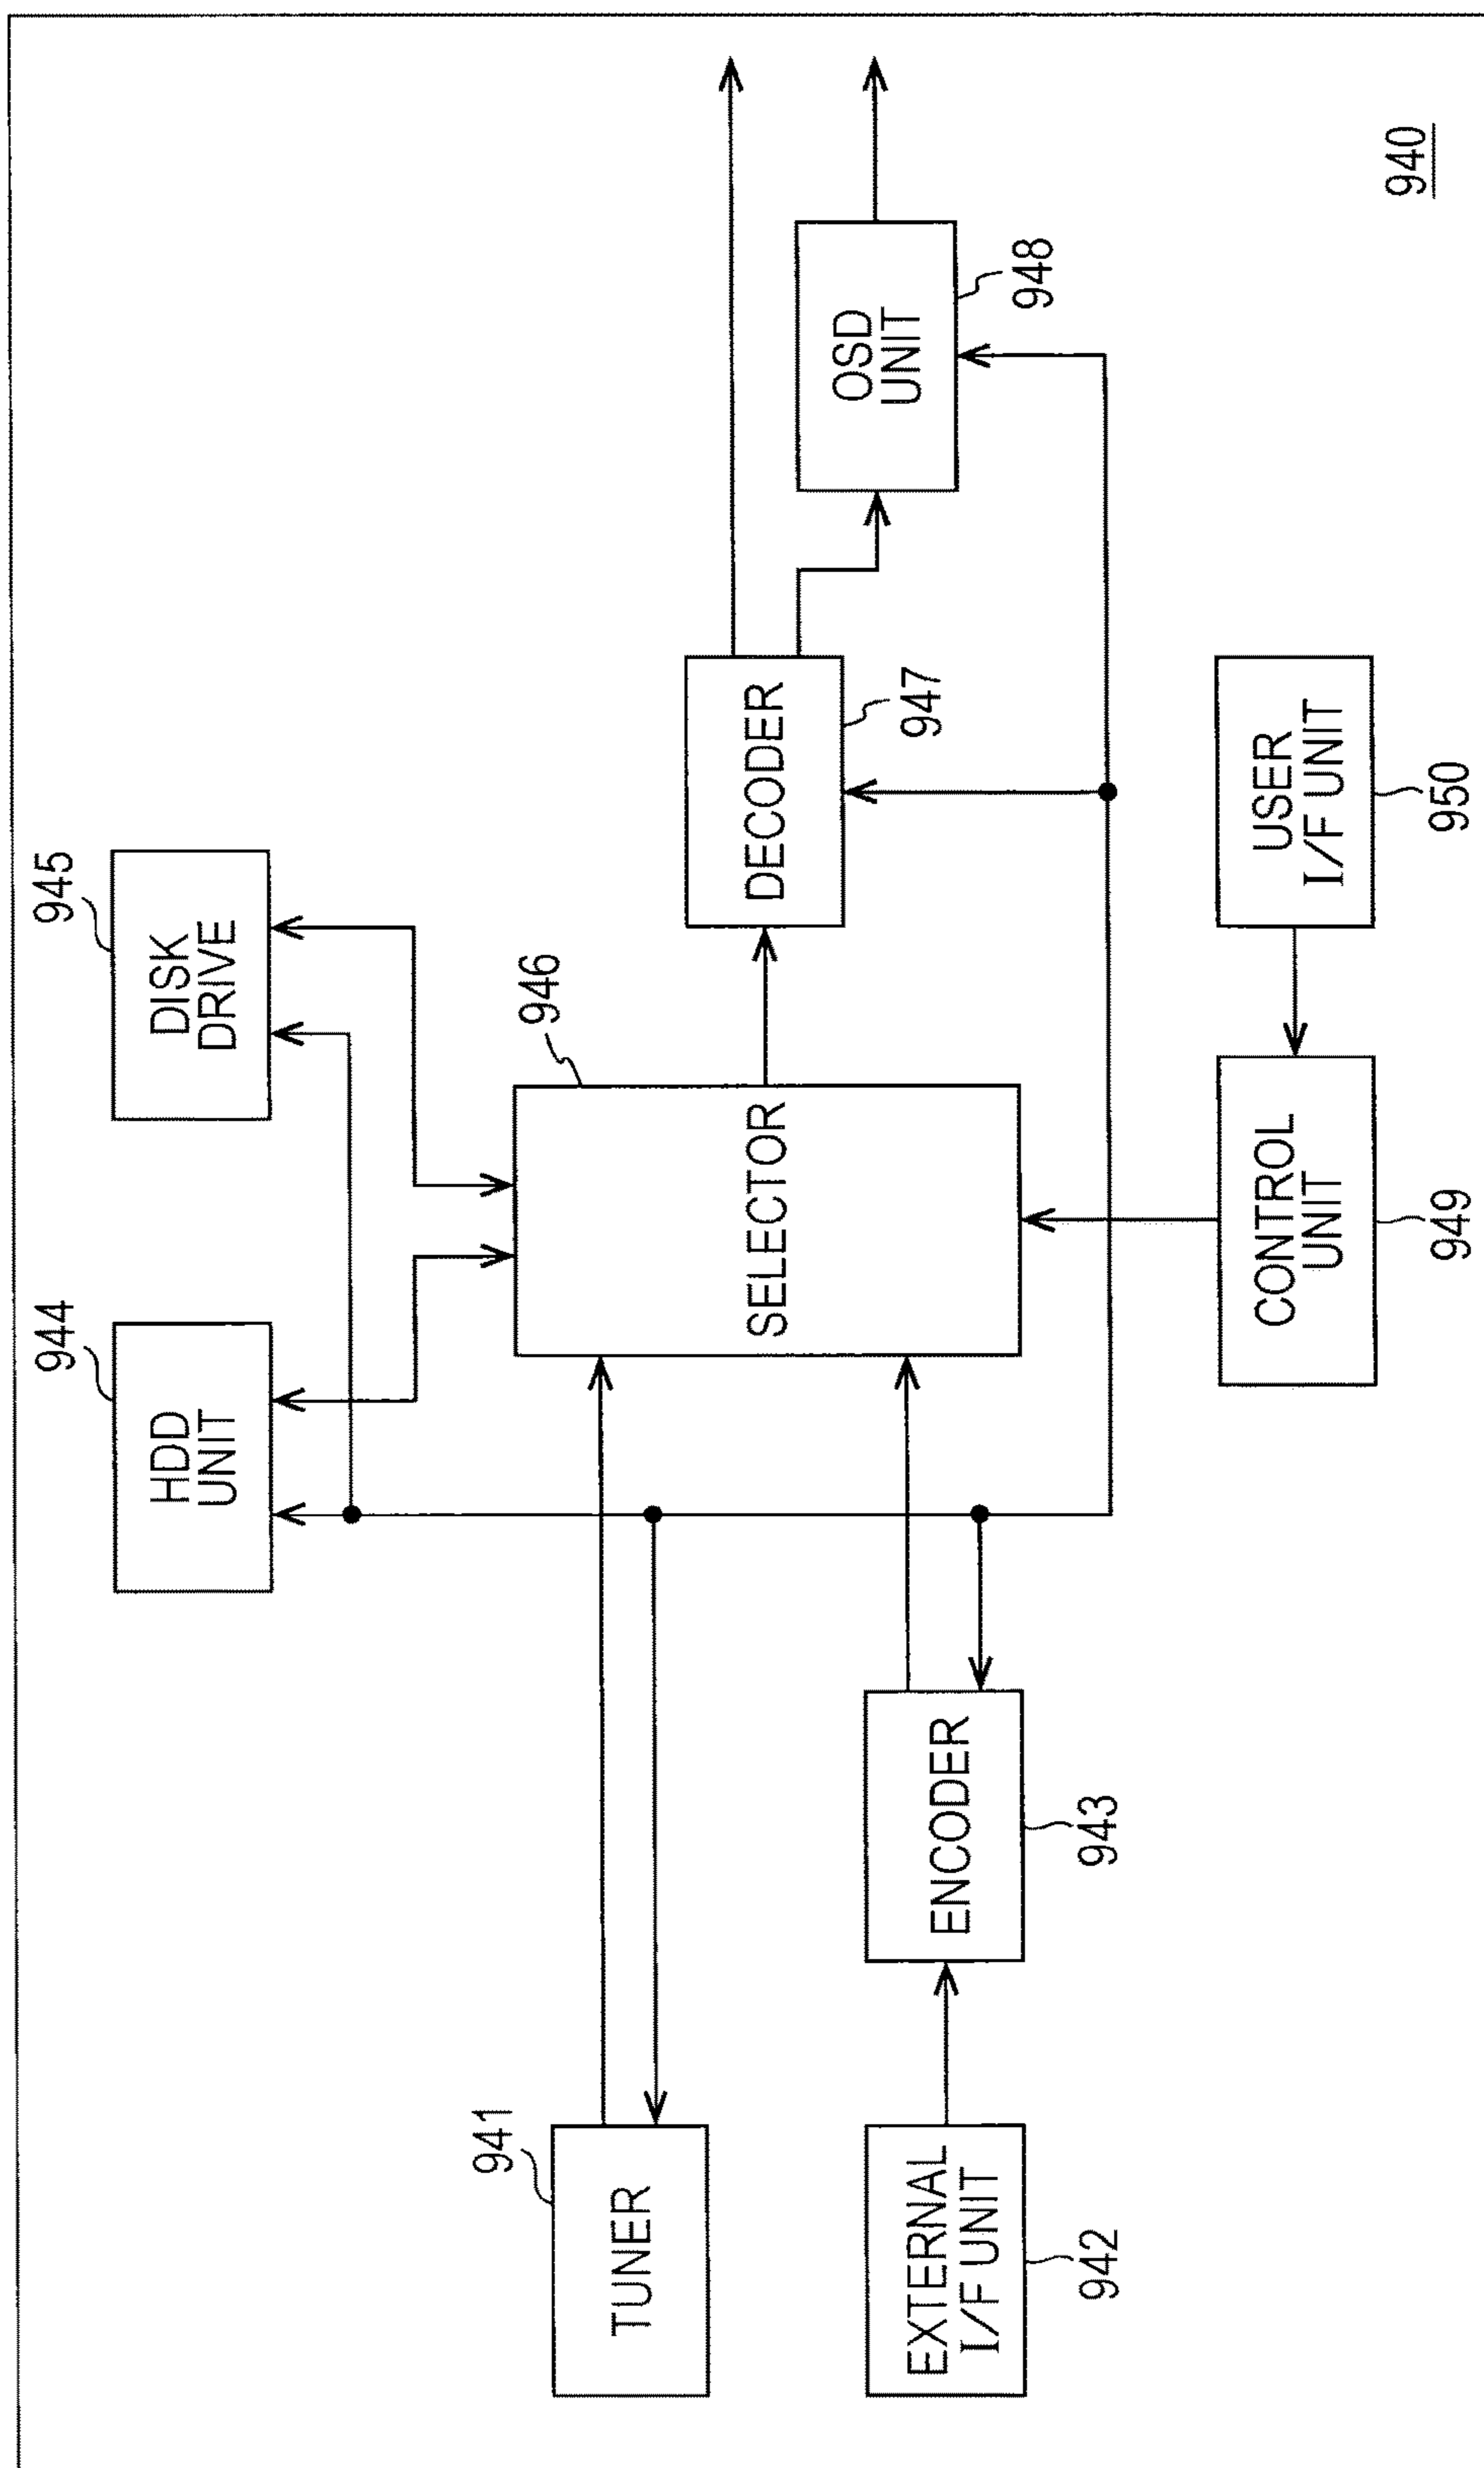 944
945
HDD
UNIT
DISK
DRIVE
941
946
TUNER
SELECTOR
DECODER
947
OSD
UNIT
948
EXTERNAL
I/F UNIT
942
ENCODER
943
CONTROL
UNIT
949
USER
I/F UNIT
950
940